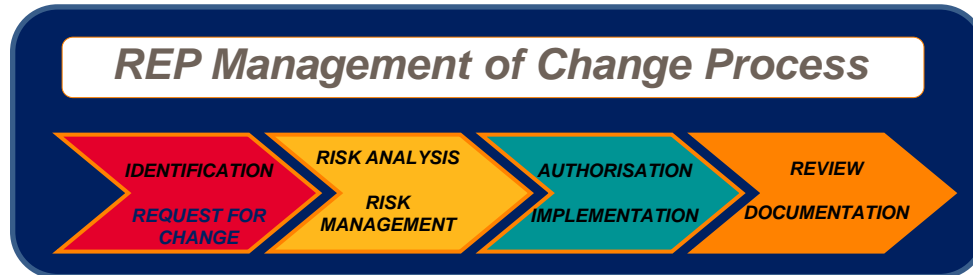 REP Management of Change Process
IDENTIFICATION
REQUEST FOR
CHANGE
RISK ANALYSIS
RISK
MANAGEMENT
AUTHORISATION
IMPLEMENTATION
REVIEW
DOCUMENTATION